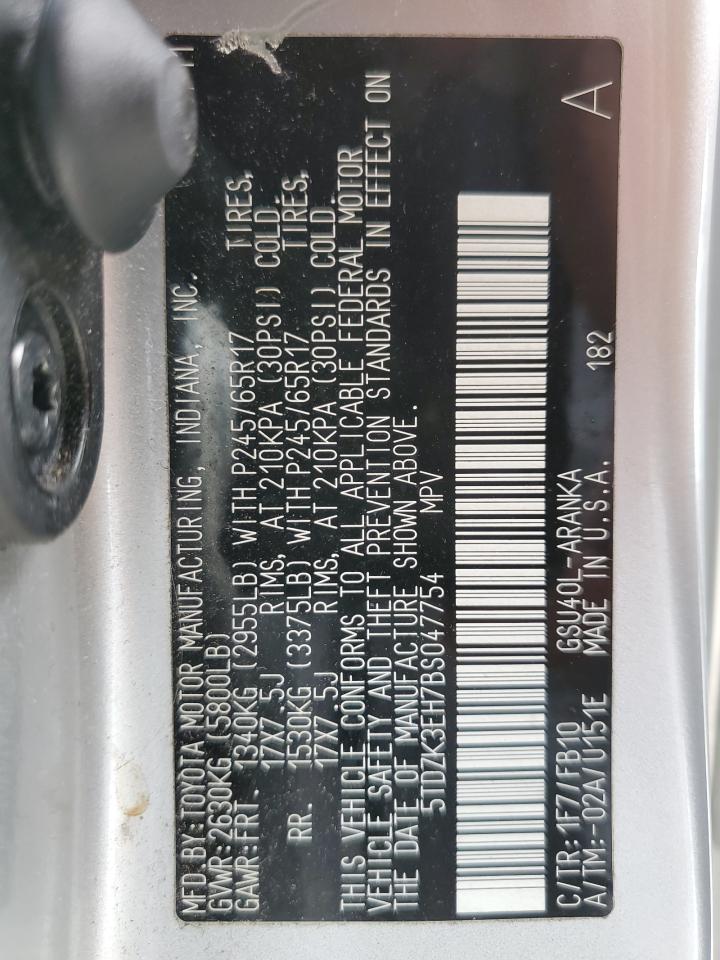 MFD.BY:TOYOTA MOTOR MANUFACTURING, INDIANA, INC.
GVWR:2630KG (5800LB)
GAWR:FRT. 1340KG (2955LB) WITH P245/65R17 TIRES,
17X7.5J RIMS, AT 210KPA (30PSI) COLD.
RR. 1530KG (3375LB) WITH P245/65R17 TIRES,
17X7.5J RIMS, AT 210KPA (30PSI) COLD.
THIS VEHICLE CONFORMS TO ALL APPLICABLE FEDERAL MOTOR
VEHICLE SAFETY AND THEFT PREVENTION STANDARDS IN EFFECT ON
THE DATE OF MANUFACTURE SHOWN ABOVE.
5TDZK3EH7BS047754 MPV
C/TR:1F7/FB10 GSU40L-ARANKA
A/TM:-02A/U151E MADE IN U.S.A. 182 A